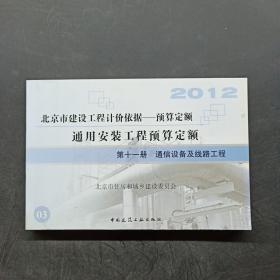 2012
北京市建设工程计价依据——预算定额
通用安装工程预算定额
第十一册 通信设备及线路工程
北京市住房和城乡建设委员会
03
中国建筑工业出版社